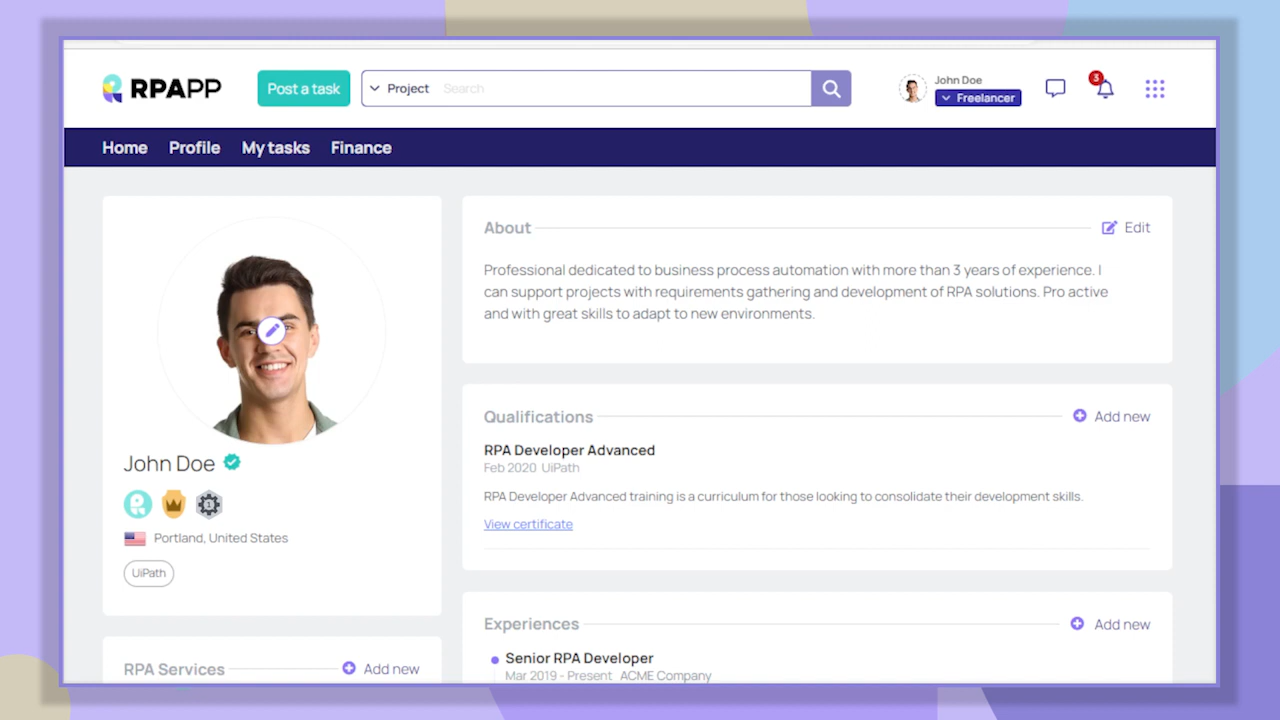 RPAPP
Post a task
Project
Search
John Doe
Freelancer
3
Home
Profile
My tasks
Finance
John Doe
1
Portland, United States
UiPath
RPA Services
Add new
About
Edit
Professional dedicated to business process automation with more than 3 years of experience. I
can support projects with requirements gathering and development of RPA solutions. Pro active
and with great skills to adapt to new environments.
Qualifications
Add new
RPA Developer Advanced
Feb 2020 UiPath
RPA Developer Advanced training is a curriculum for those looking to consolidate their development skills.
View certificate
Experiences
Add new
Senior RPA Developer
Mar 2019 - Present ACME Company